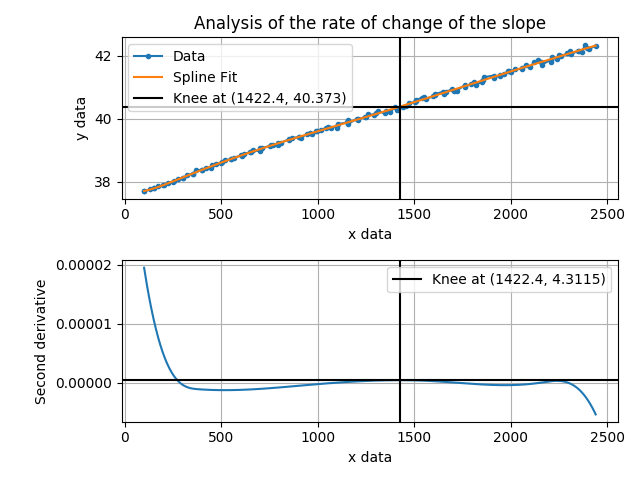 Analysis of the rate of change of the slope
42
40
38
y data
Data
Spline Fit
Knee at (1422.4, 40.373)
0
500
1000
1500
2000
2500
x data
0.00002
0.00001
0.00000
Second derivative
Knee at (1422.4, 4.3115)
0
500
1000
1500
2000
2500
x data